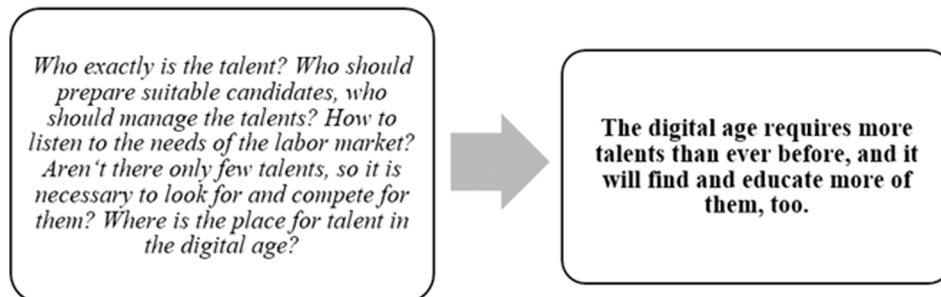 Who exactly is the talent? Who should
prepare suitable candidates, who
should manage the talents? How to
listen to the needs of the labor market?
Aren‘t there only few talents, so it is
necessary to look for and compete for
them? Where is the place for talent in
the digital age?
The digital age requires more
talents than ever before, and it
will find and educate more of
them, too.